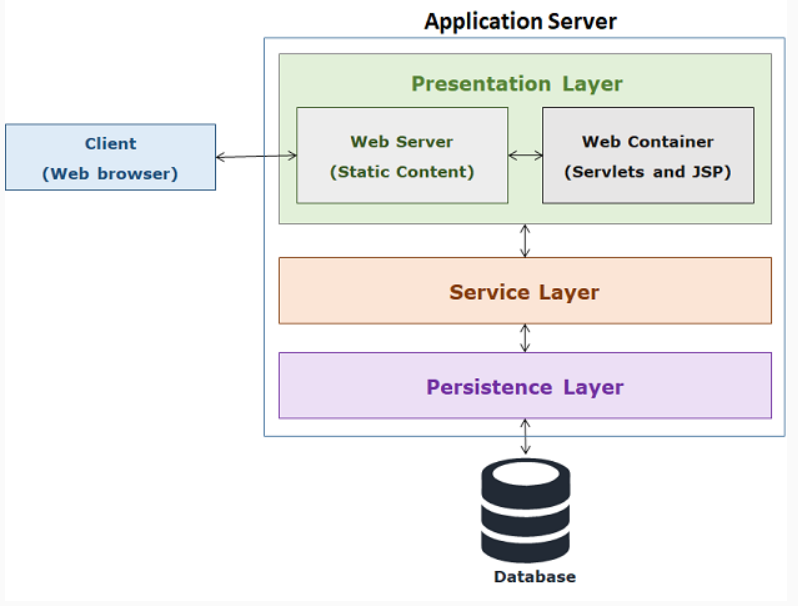 Application Server
Presentation Layer
Client
(Web browser)
Web Server
(Static Content)
Web Container
(Servlets and JSP)
Service Layer
Persistence Layer
Database